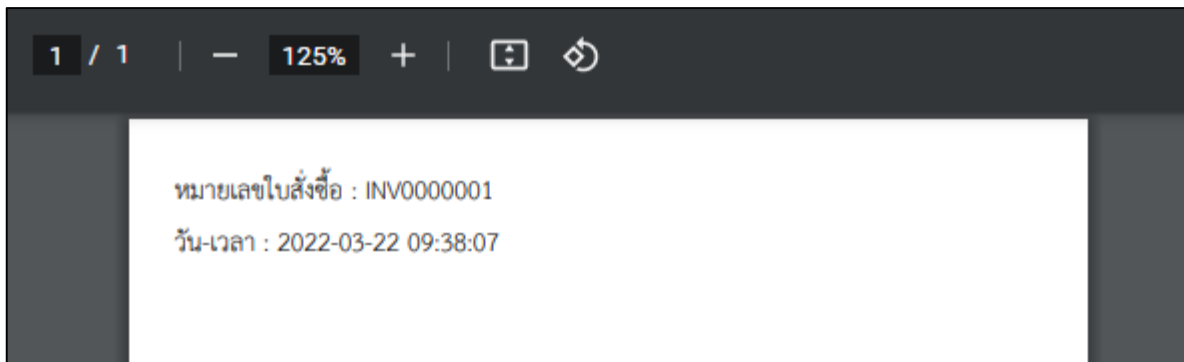 1 / 1 125%
หมายเลขใบสั่งซื้อ : INV0000001
วัน-เวลา : 2022-03-22 09:38:07